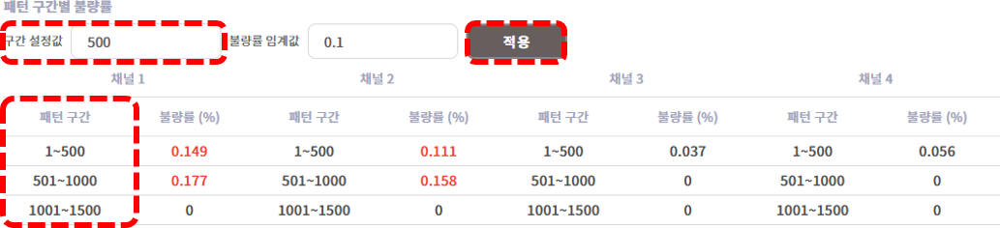 패턴 구간별 불량률
구간 설정값 500 불량률 임계값 0.1 적용
채널 1 채널 2 채널 3 채널 4
패턴 구간 불량률 (%) 패턴 구간 불량률 (%) 패턴 구간 불량률 (%) 패턴 구간 불량률 (%)
1~500 0.149 1~500 0.111 1~500 0.037 1~500 0.056
501~1000 0.177 501~1000 0.158 501~1000 0 501~1000 0
1001~1500 0 1001~1500 0 1001~1500 0 1001~1500 0